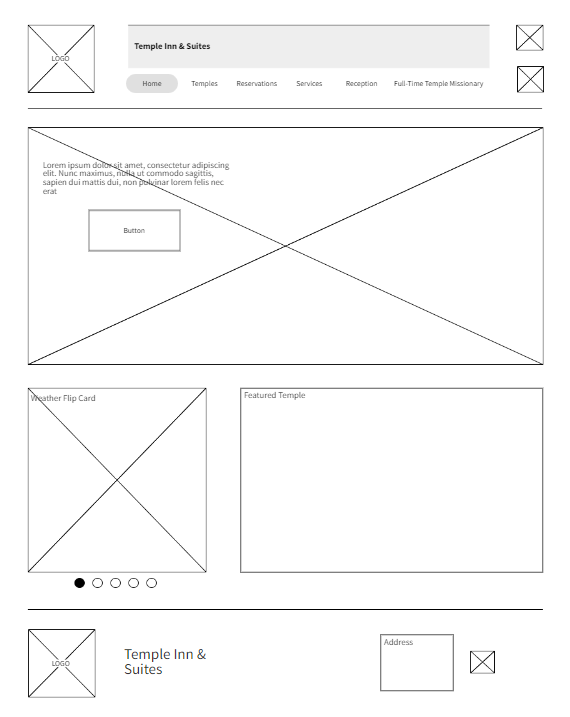 LOGO
Temple Inn & Suites
Home Temples Reservations Services Reception Full-Time Temple Missionary
Lorem ipsum dolor sit amet, consectetur adipiscing
elit. Nunc maximus, nulla ut commodo sagittis,
sapien dui mattis dui, non pulvinar lorem felis nec
erat
Button
Weather Flip Card
Featured Temple
LOGO
Temple Inn &
Suites
Address